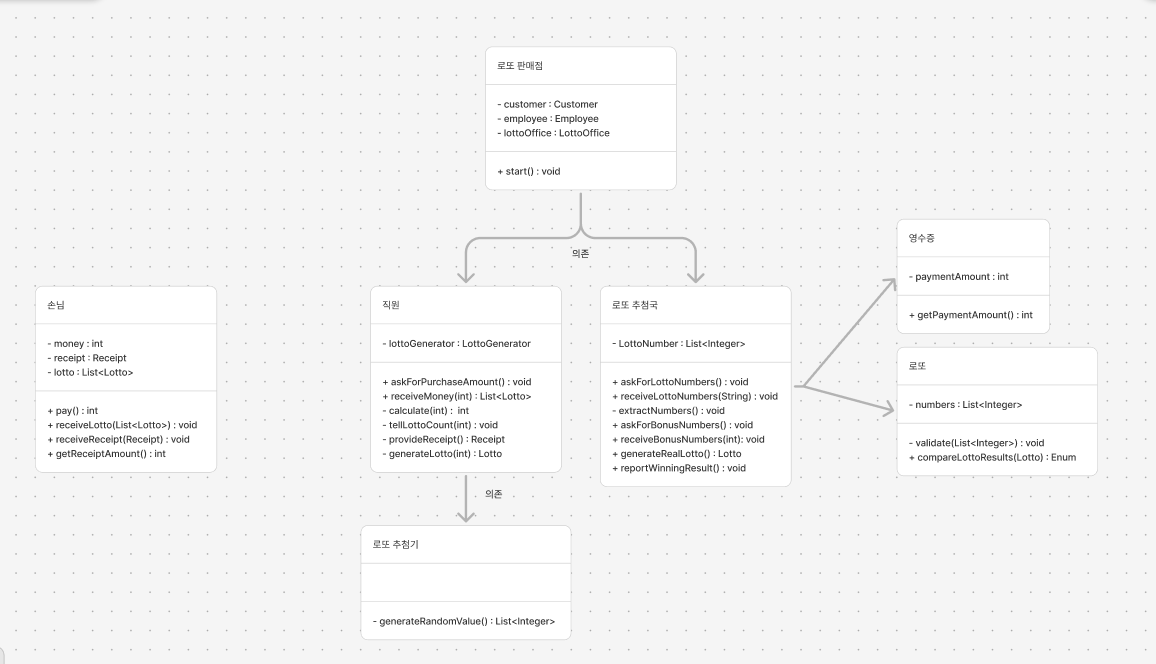 로또 판매점
- customer : Customer
- employee : Employee
- lottoOffice : LottoOffice
+ start() : void
의존
손님
- money : int
- receipt : Receipt
- lotto : List<Lotto>
+ pay() : int
+ receiveLotto(List<Lotto>) : void
+ receiveReceipt(Receipt) : void
+ getReceiptAmount() : int
직원
- lottoGenerator : LottoGenerator
+ askForPurchaseAmount() : void
+ receiveMoney(int) : List<Lotto>
- calculate(int) : int
- tellLottoCount(int) : void
- provideReceipt() : Receipt
- generateLotto(int) : Lotto
로또 추첨국
- LottoNumber : List<Integer>
+ askForLottoNumbers() : void
+ receiveLottoNumbers(String) : void
- extractNumbers() : void
+ askForBonusNumbers() : void
+ receiveBonusNumbers(int): void
+ generateRealLotto() : Lotto
+ reportWinningResult() : void
영수증
- paymentAmount : int
+ getPaymentAmount() : int
로또
- numbers : List<Integer>
- validate(List<Integer>) : void
+ compareLottoResults(Lotto) : Enum
의존
로또 추첨기
- generateRandomValue() : List<Integer>